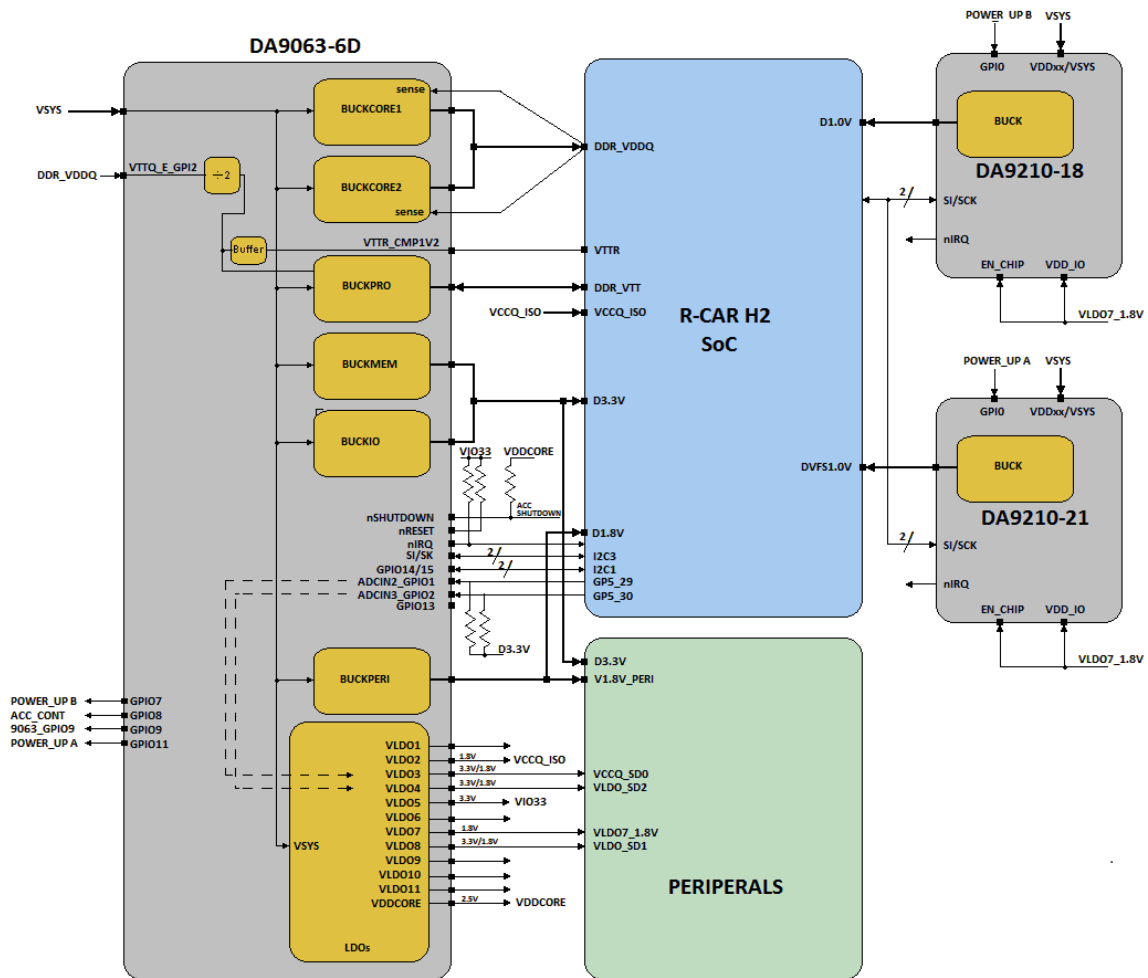 DA9063-6D
VSYS
DDR_VDDQ
VTTQ_E_GPI2
÷2
Buffer
sense
BUCKCORE1
BUCKCORE2
sense
VTTR_CMP1V2
BUCKPRO
BUCKMEM
BUCKIO
VCCQ_ISO
VIO33
VDDCORE
ACC
SHUTDOWN
nSHUTDOWN
nRESET
nIRQ
SI/SK
GPIO14/15
ADCIN2_GPIO1
ADCIN3_GPIO2
GPIO13
2/
2/
D3.3V
BUCKPERI
POWER_UP B
GPIO7
ACC_CONT
GPIO8
9063_GPIO9
GPIO9
POWER_UP A
GPIO11
VLDO1
VLDO2
1.8V
VCCQ_ISO
VLDO3
3.3V/1.8V
VLDO4
3.3V/1.8V
VLDO5
3.3V
VIO33
VLDO6
VLDO7
1.8V
VLDO8
3.3V/1.8V
VSYS
VLDO9
VLDO10
VLDO11
VDDCORE
2.5V
VDDCORE
LDOs
DDR_VDDQ
VTTR
DDR_VTT
VCCQ_ISO
R-CAR H2
SoC
D3.3V
D1.8V
I2C3
I2C1
GP5_29
GP5_30
D1.0V
DVFS1.0V
D3.3V
V1.8V_PERI
VCCQ_SD0
VLDO_SD2
VLDO7_1.8V
VLDO_SD1
PERIPERALS
POWER_UP B
VSYS
GPI0
VDDxx/VSYS
BUCK
DA9210-18
2/
SI/SCK
nIRQ
EN_CHIP
VDD_IO
VLDO7_1.8V
POWER_UP A
VSYS
GPI0
VDDxx/VSYS
BUCK
DA9210-21
2/
SI/SCK
nIRQ
EN_CHIP
VDD_IO
VLDO7_1.8V